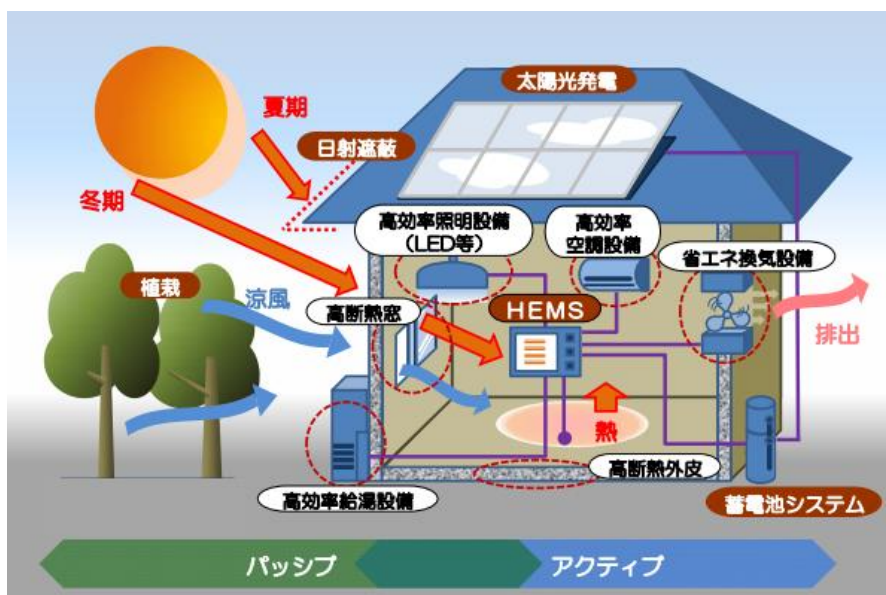 太陽光発電
夏期
日射遮蔽
冬期
高効率照明設備
(LED等)
高効率
空調設備
省エネ換気設備
植栽
涼風
高断熱窓
HEMS
排出
熱
高断熱外皮
高効率給湯設備
蓄電池システム
パッシブ
アクティブ